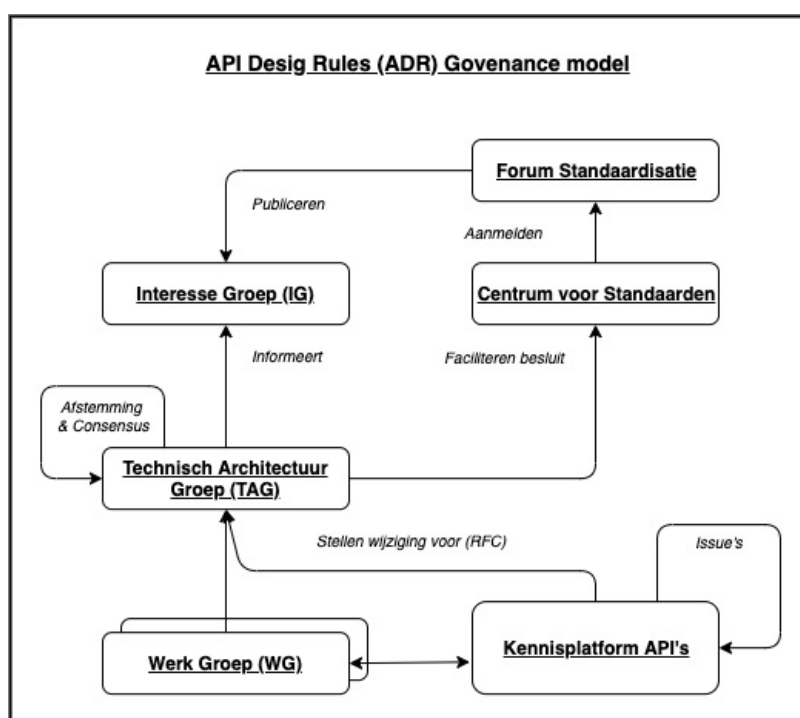 API Desig Rules (ADR) Govenance model
Forum Standaardisatie
Publiceren
Aanmelden
Interesse Groep (IG)
Centrum voor Standaarden
Informeert
Faciliteren besluit
Afstemming
& Consensus
Technisch Architectuur
Groep (TAG)
Stellen wijziging voor (RFC)
Issue's
Werk Groep (WG)
Kennisplatform API's